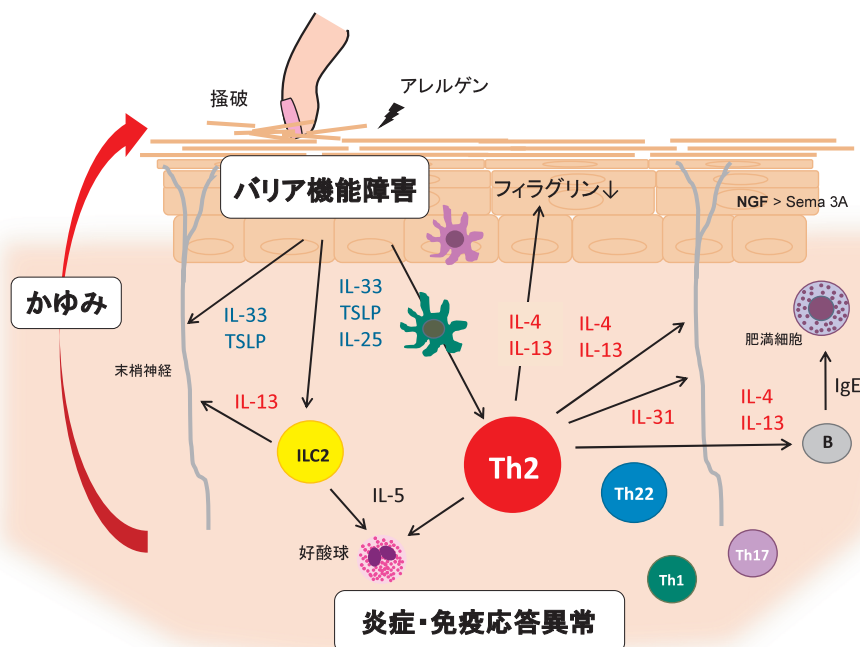 掻破
アレルゲン
バリア機能障害
フィラグリン↓
NGF > Sema 3A
かゆみ
IL-33
TSLP
IL-33
TSLP
IL-25
IL-4
IL-13
IL-4
IL-13
肥満細胞
末梢神経
IL-13
IL-31
IL-4
IL-13
IgE
ILC2
Th2
B
IL-5
Th22
好酸球
Th17
Th1
炎症・免疫応答異常